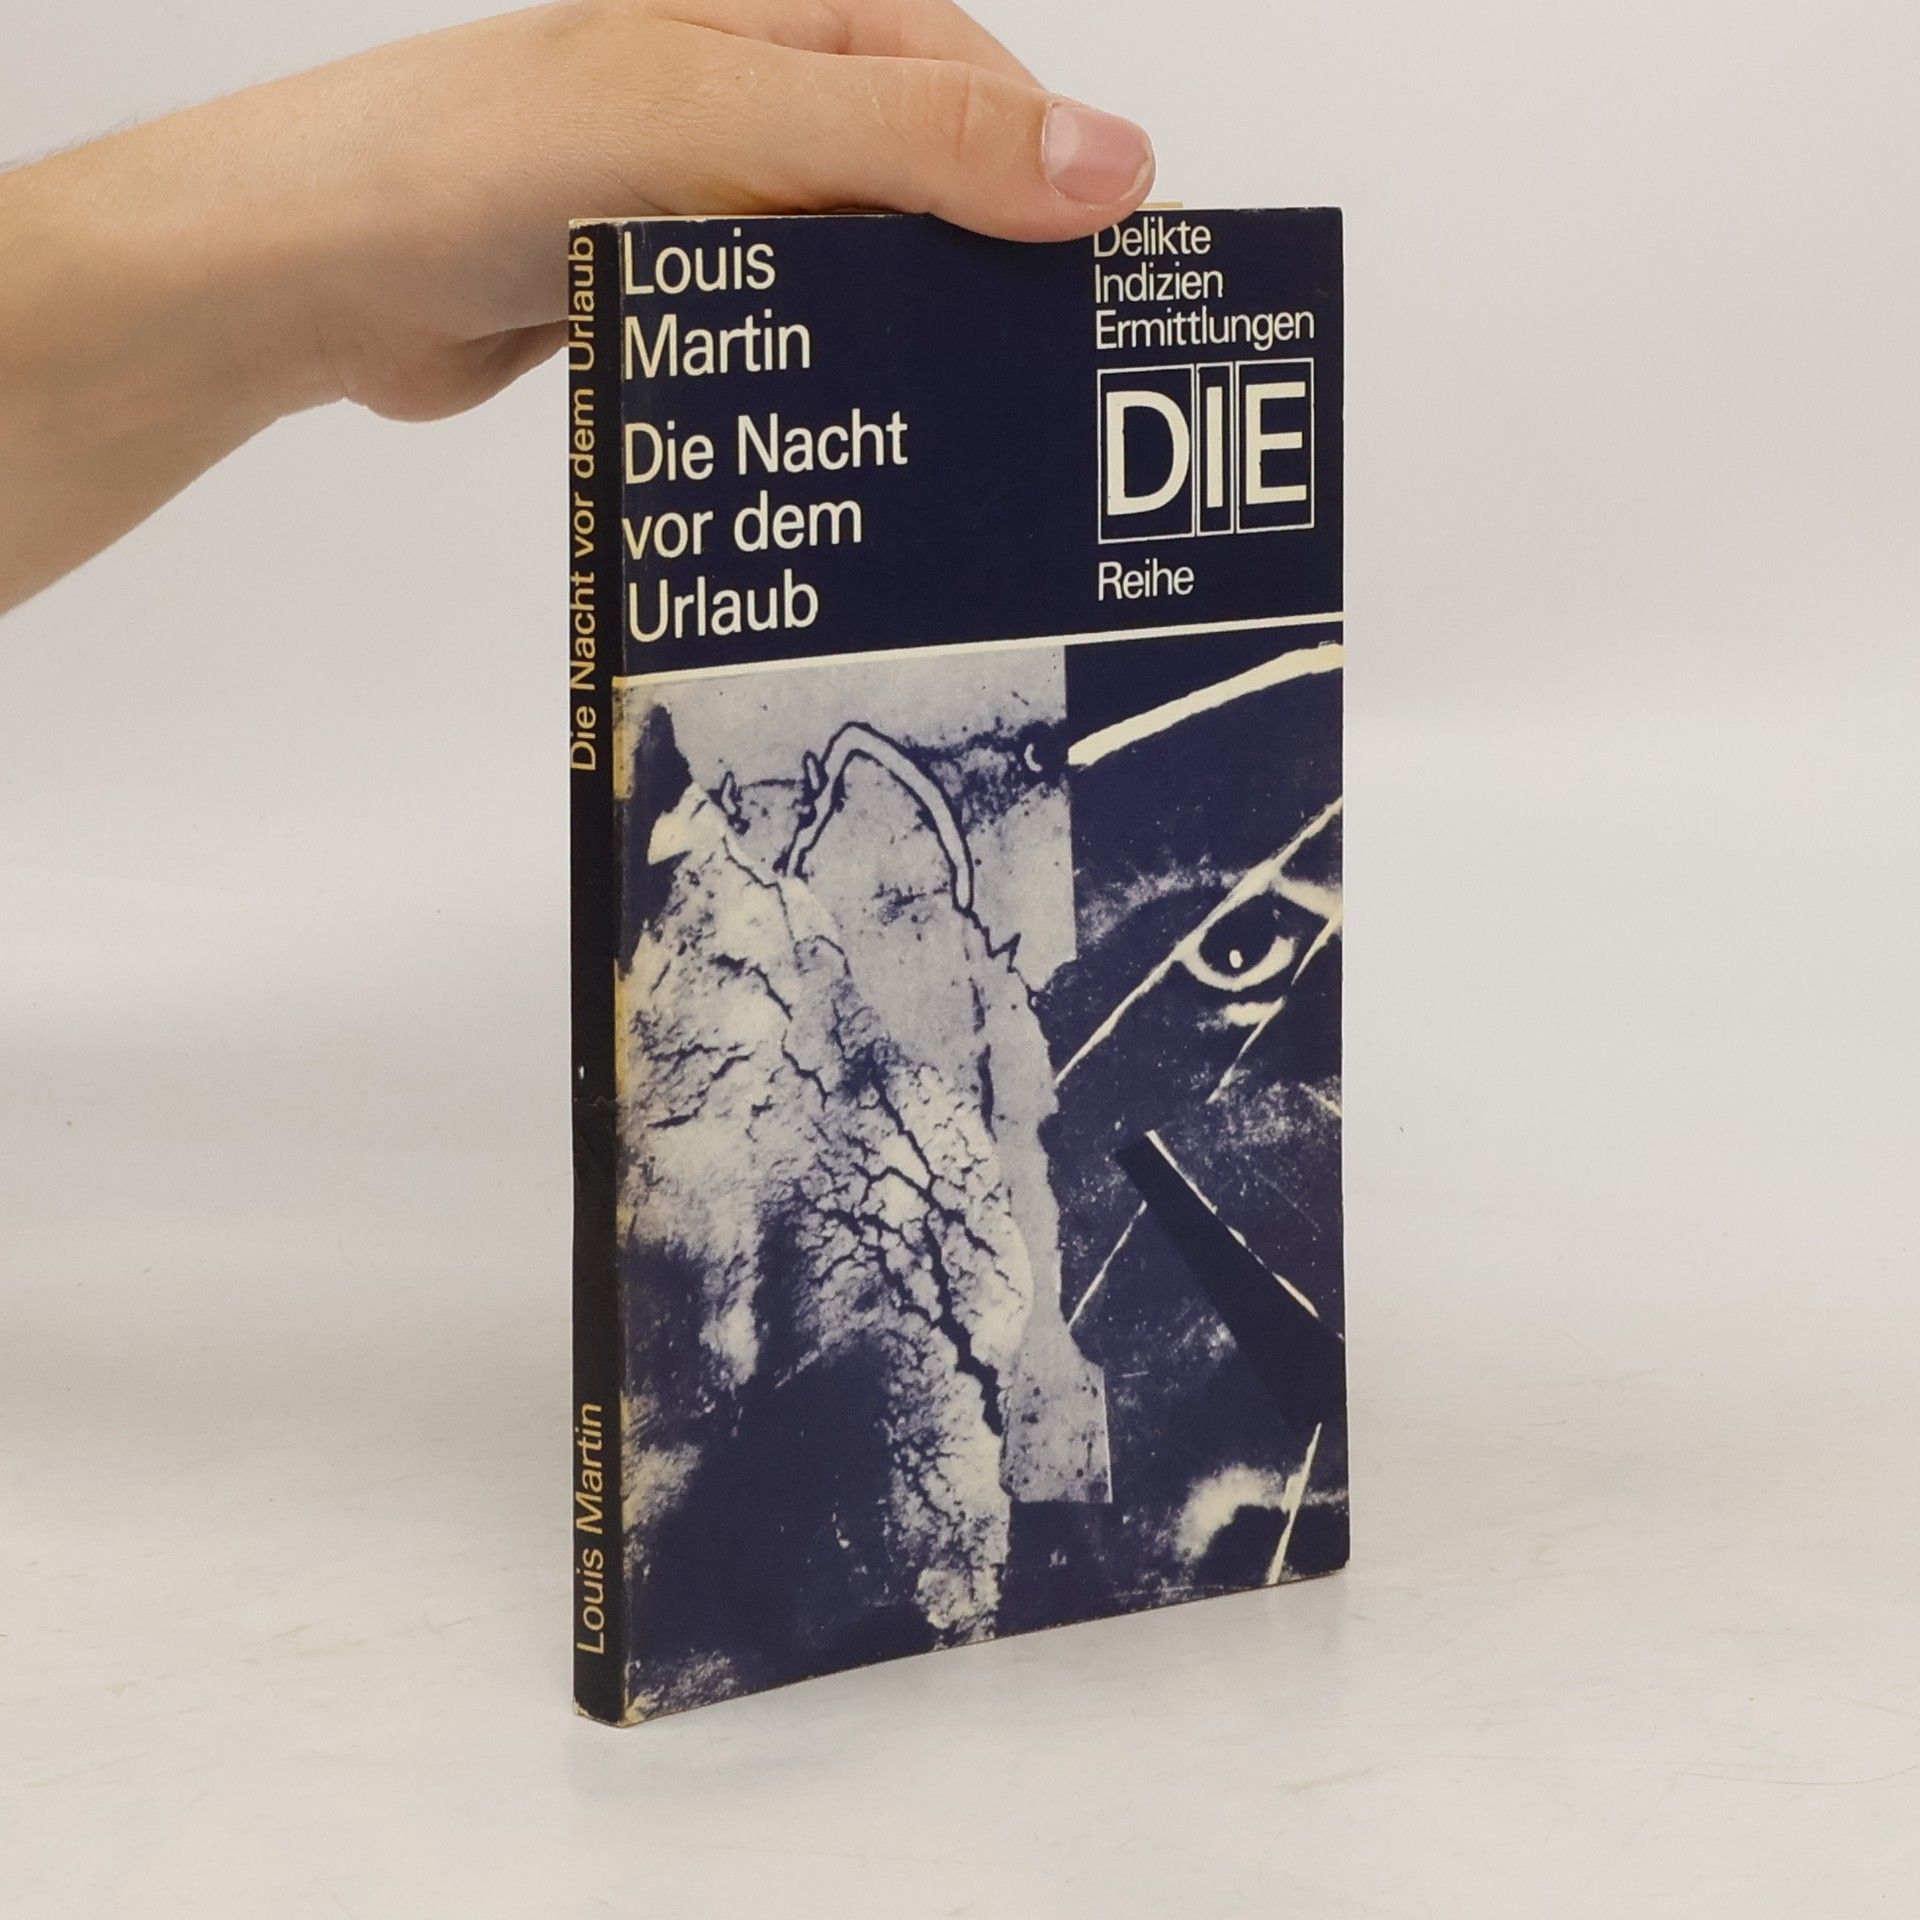 Louis
Martin
Die Nacht
vor dem
Urlaub
Delikte
Indizien
Ermittlungen
DIE
Reihe
Die Nacht vor dem Urlaub
Louis Martin